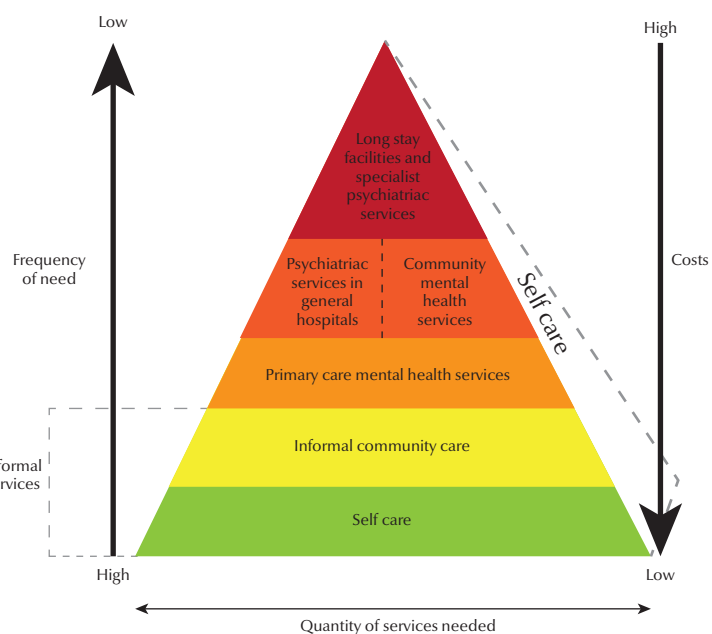 Low
High
Long stay
facilities and
specialist
psychiatriac
services
Frequency
of need
Psychiatriac
services in
general
hospitals
Community
mental
health
services
Costs
Self care
Primary care mental health services
formal
rvices
Informal community care
Self care
High
Low
Quantity of services needed